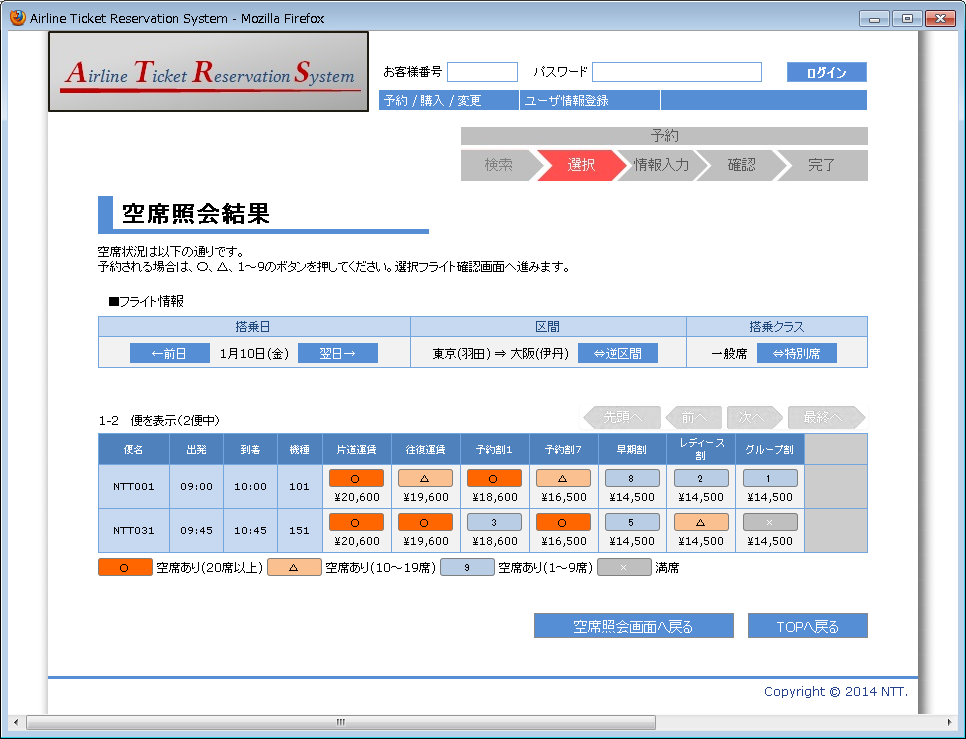 Airline Ticket Reservation System - Mozilla Firefox
Airline Ticket Reservation System
お客様番号 パスワード ログイン
予約 / 購入 / 変更 ユーザ情報登録
予約
検索 選択 情報入力 確認 完了
空席照会結果
空席状況は以下の通りです。
予約される場合は、○、△、1～9のボタンを押してください。選択フライト確認画面へ進みます。
■フライト情報
搭乗日 区間 搭乗クラス
←前日 1月10日(金) 翌日→ 東京(羽田) ⇒ 大阪(伊丹) ⇔逆区間 一般席 ⇔特別席
1-2 便を表示(2便中) 先頭へ 前へ 次へ 最終へ
便名 出発 到着 機種 片道運賃 往復運賃 予約割1 予約割7 早期割 レディース割 グループ割
NTT001 09:00 10:00 101 ○ △ ○ △ 8 2 1
¥20,600 ¥19,600 ¥18,600 ¥16,500 ¥14,500 ¥14,500 ¥14,500
NTT031 09:45 10:45 151 ○ ○ 3 ○ 5 △ ×
¥20,600 ¥19,600 ¥18,600 ¥16,500 ¥14,500 ¥14,500 ¥14,500
○ 空席あり(20席以上) △ 空席あり(10～19席) 9 空席あり(1～9席) × 満席
空席照会画面へ戻る TOPへ戻る
Copyright © 2014 NTT.